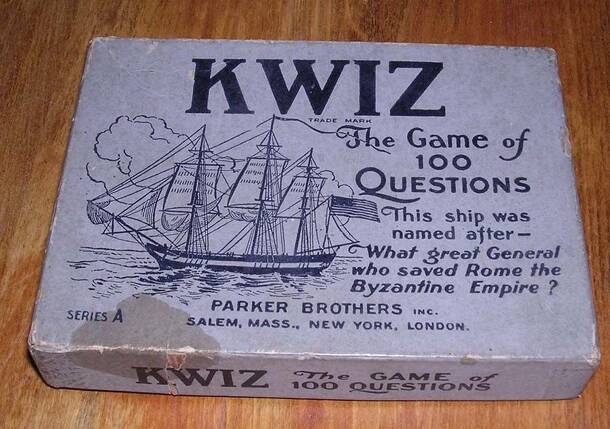 KWIZ
TRADE MARK
The Game of
100
QUESTIONS
This ship was
named after—
What great General
who saved Rome the
Byzantine Empire?
PARKER BROTHERS INC.
SERIES A
SALEM, MASS., NEW YORK, LONDON.
KWIZ The GAME of
100 QUESTIONS